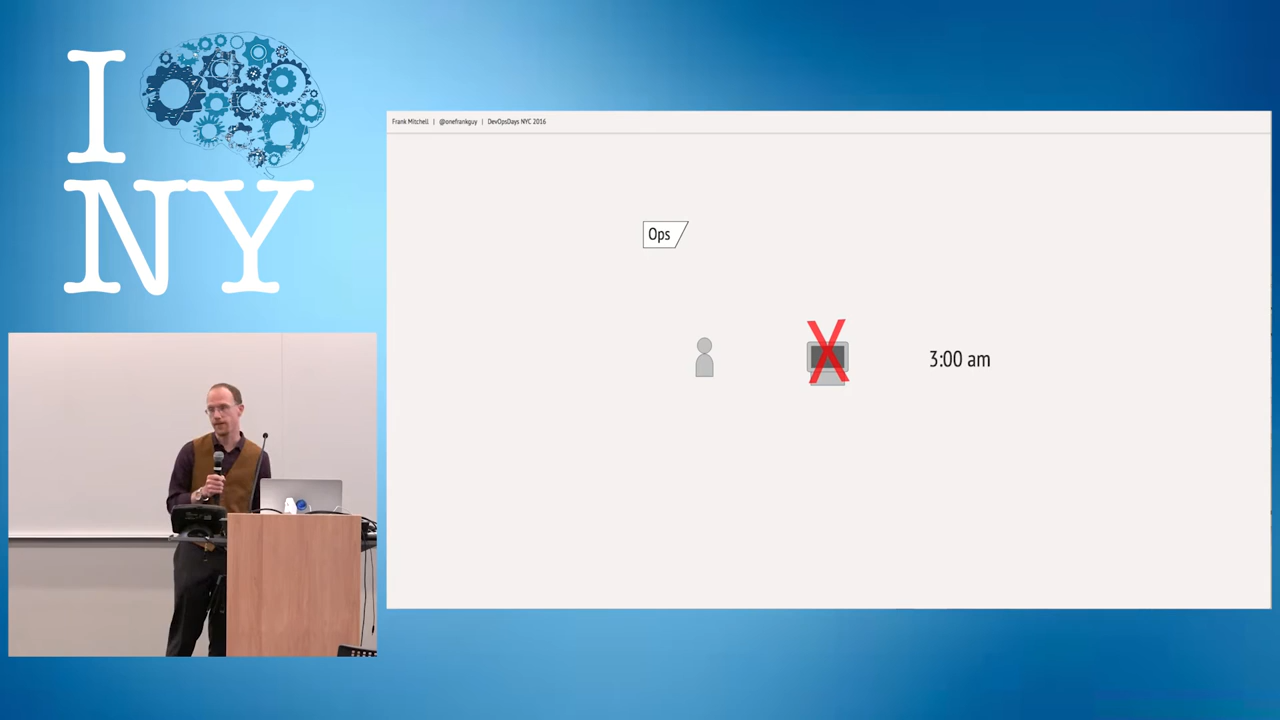 I
NY
Frank Mitchell | @onefrankguy | DevOpsDays NYC 2016
Ops
3:00 am